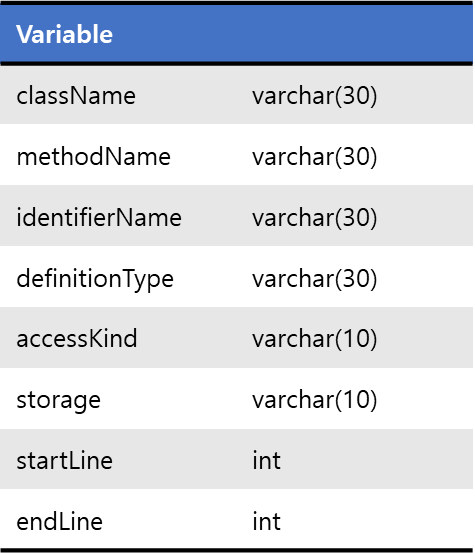 Variable
className varchar(30)
methodName varchar(30)
identifierName varchar(30)
definitionType varchar(30)
accessKind varchar(10)
storage varchar(10)
startLine int
endLine int